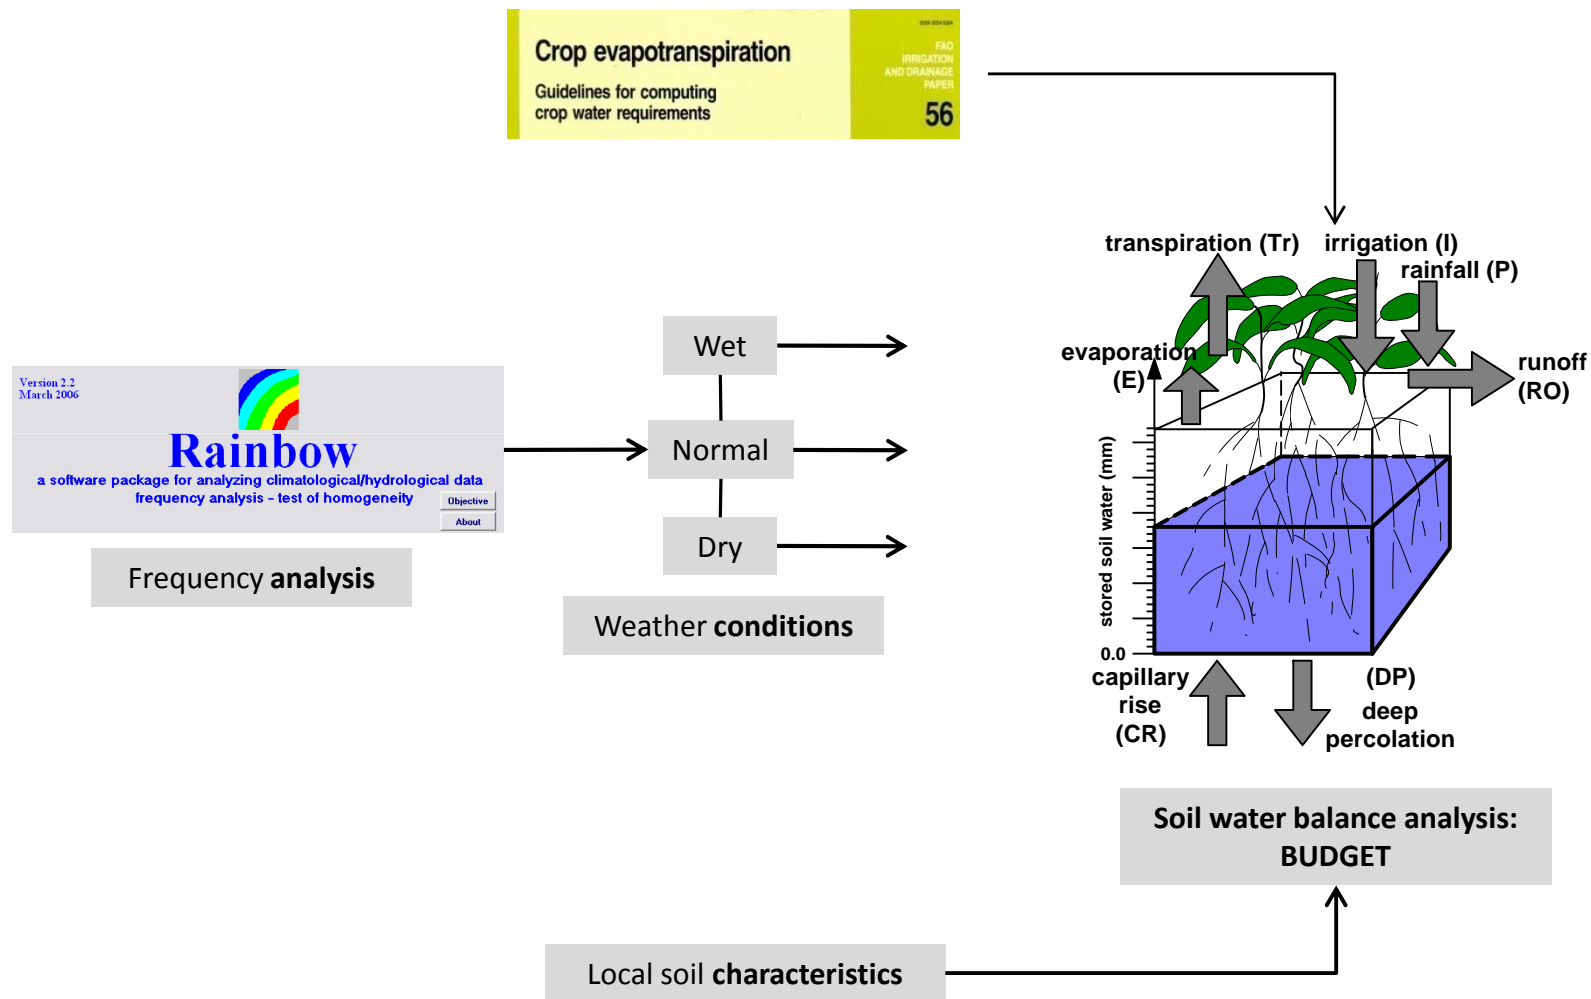 Crop evapotranspiration
Guidelines for computing
crop water requirements
FAO
IRRIGATION
AND DRAINAGE
PAPER
56
transpiration (Tr)
irrigation (I)
rainfall (P)
evaporation
(E)
runoff
(RO)
Wet
Normal
Dry
Weather conditions
Version 2.2
March 2006
Rainbow
a software package for analyzing climatological/hydrological data
frequency analysis - test of homogeneity
Objective
About
Frequency analysis
stored soil water (mm)
0.0
capillary
rise
(CR)
(DP)
deep
percolation
Soil water balance analysis:
BUDGET
Local soil characteristics